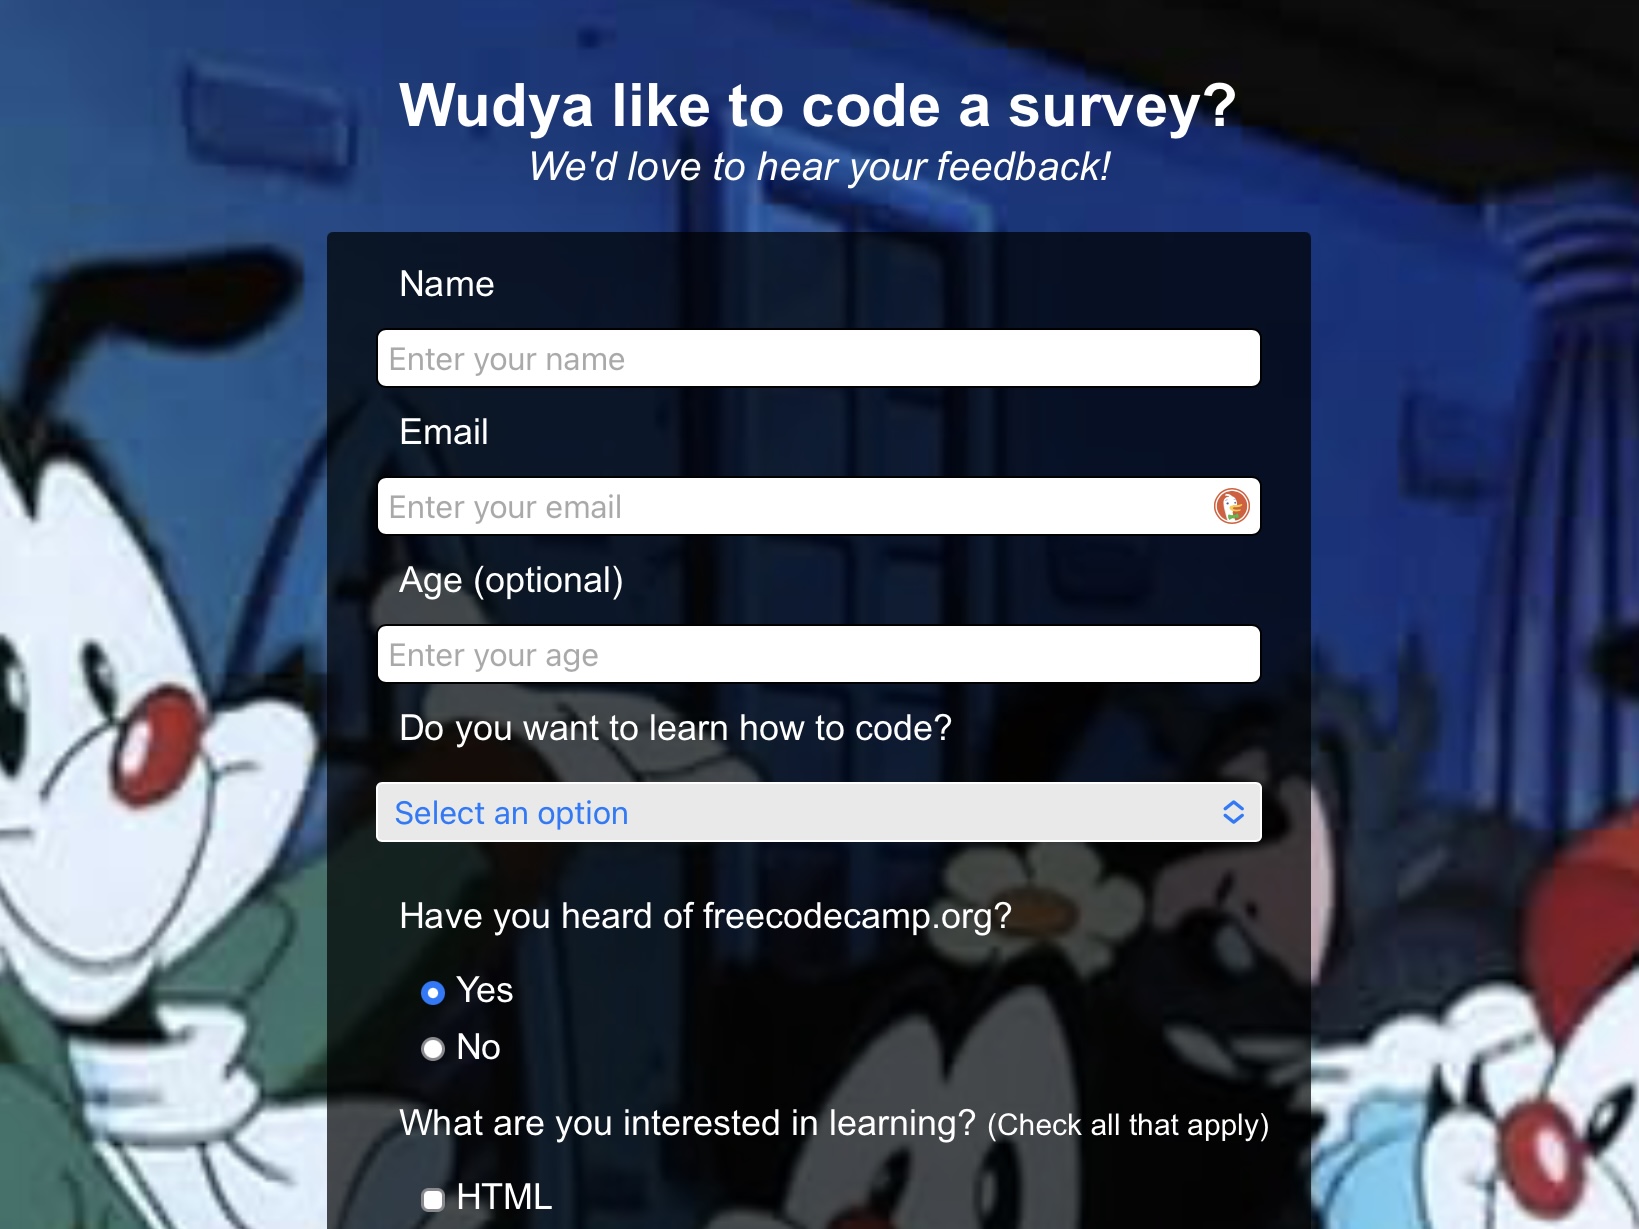 Wudya like to code a survey?
We'd love to hear your feedback!
Name
Enter your name
Email
Enter your email
Age (optional)
Enter your age
Do you want to learn how to code?
Select an option
Have you heard of freecodecamp.org?
Yes
No
What are you interested in learning? (Check all that apply)
HTML